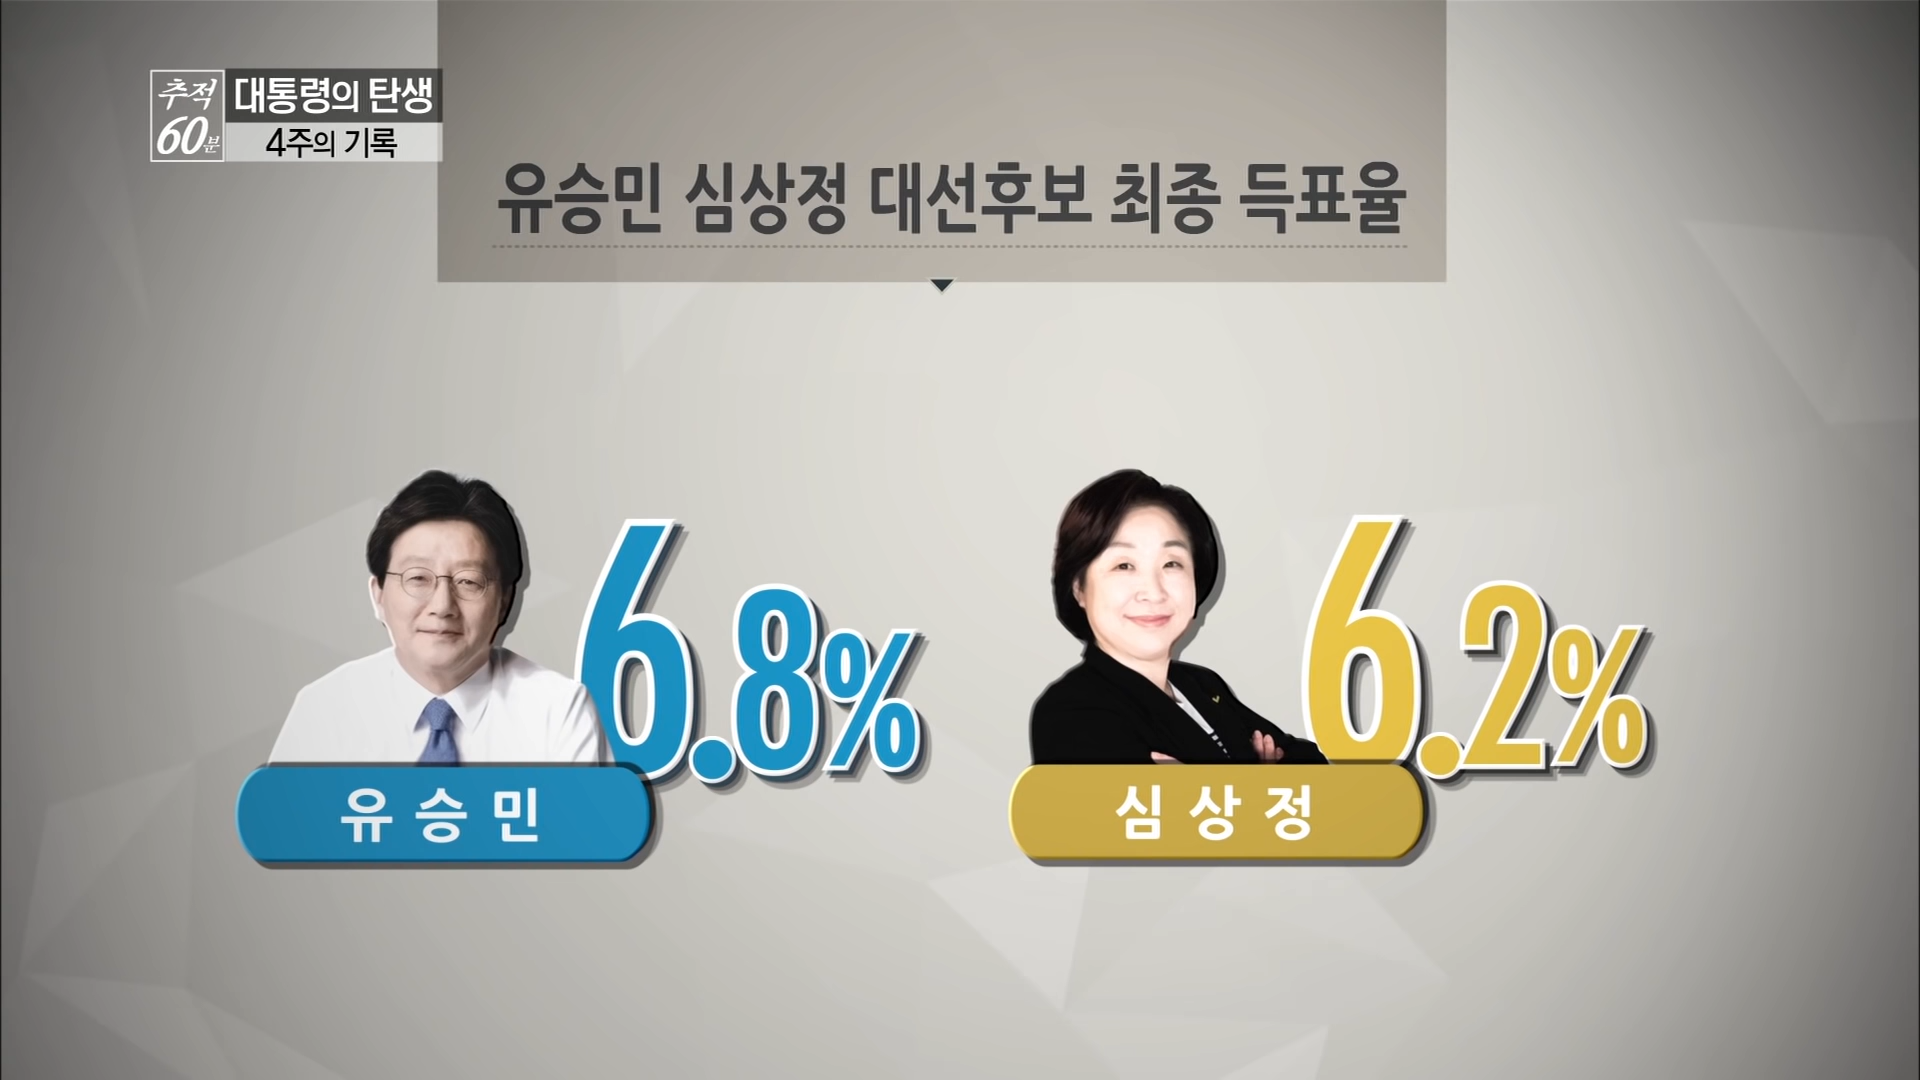 추적
60분
대통령의 탄생
4주의 기록
유승민 심상정 대선후보 최종 득표율
6.8%
6.2%
유승민
심상정